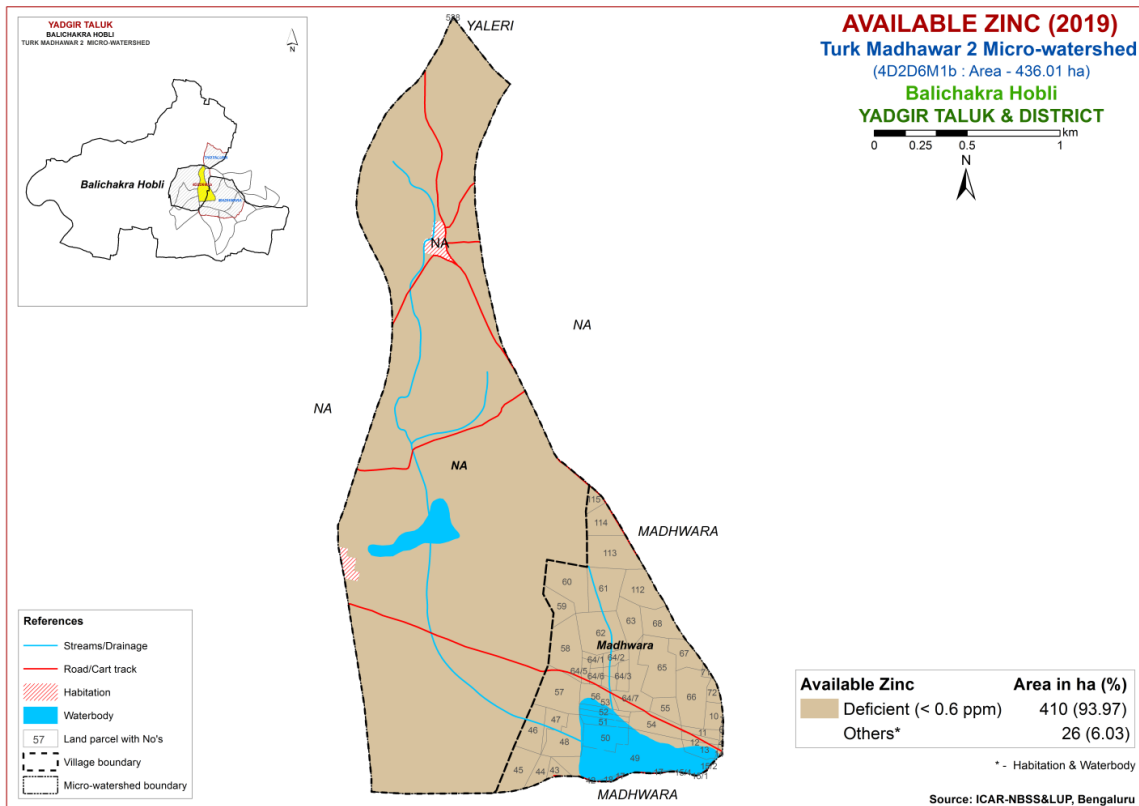 YADGIR TALUK
BALICHAKRA HOBLI
TURK MADHAWAR 2 MICRO-WATERSHED
N
Balichakra Hobli
AVAILABLE ZINC (2019)
Turk Madhawar 2 Micro-watershed
(4D2D6M1b : Area - 436.01 ha)
Balichakra Hobli
YADGIR TALUK & DISTRICT
km
0 0.25 0.5 1
N
YALERI
NA
NA
NA
NA
MADHWARA
114
113
60
61
112
59
63
68
62
58
Madhwara
67
64/1
64/2
64/5
65
64/6
64/3
57
56
64/7
66
72
53
55
52
10
47
51
54
46
11
48
50
12
13
49
45
44
43
MADHWARA
References
Streams/Drainage
Road/Cart track
Habitation
Waterbody
57 Land parcel with No's
Village boundary
Micro-watershed boundary
Available Zinc Area in ha (%)
Deficient (< 0.6 ppm) 410 (93.97)
Others* 26 (6.03)
* - Habitation & Waterbody
Source: ICAR-NBSS&LUP, Bengaluru